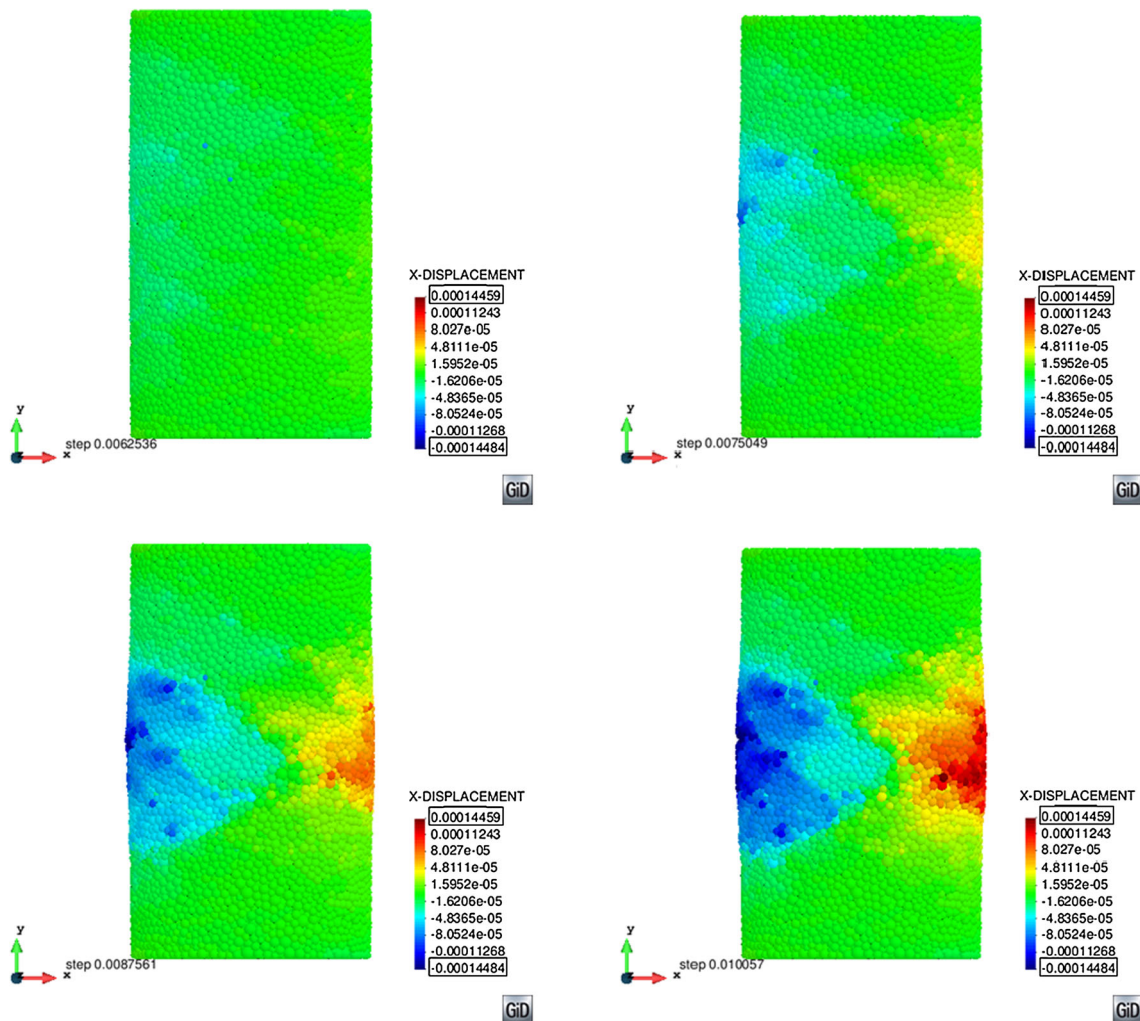 X-DISPLACEMENT
0.00014459
0.00011243
8.027e-05
4.8111e-05
1.5952e-05
-1.6206e-05
-4.8365e-05
-8.0524e-05
-0.00011268
-0.00014484
y
z
x
step 0.0062536
GiD
X-DISPLACEMENT
0.00014459
0.00011243
8.027e-05
4.8111e-05
1.5952e-05
-1.6206e-05
-4.8365e-05
-8.0524e-05
-0.00011268
-0.00014484
y
z
x
step 0.0075049
GiD
X-DISPLACEMENT
0.00014459
0.00011243
8.027e-05
4.8111e-05
1.5952e-05
-1.6206e-05
-4.8365e-05
-8.0524e-05
-0.00011268
-0.00014484
y
z
x
step 0.0087561
GiD
X-DISPLACEMENT
0.00014459
0.00011243
8.027e-05
4.8111e-05
1.5952e-05
-1.6206e-05
-4.8365e-05
-8.0524e-05
-0.00011268
-0.00014484
y
z
x
step 0.010057
GiD